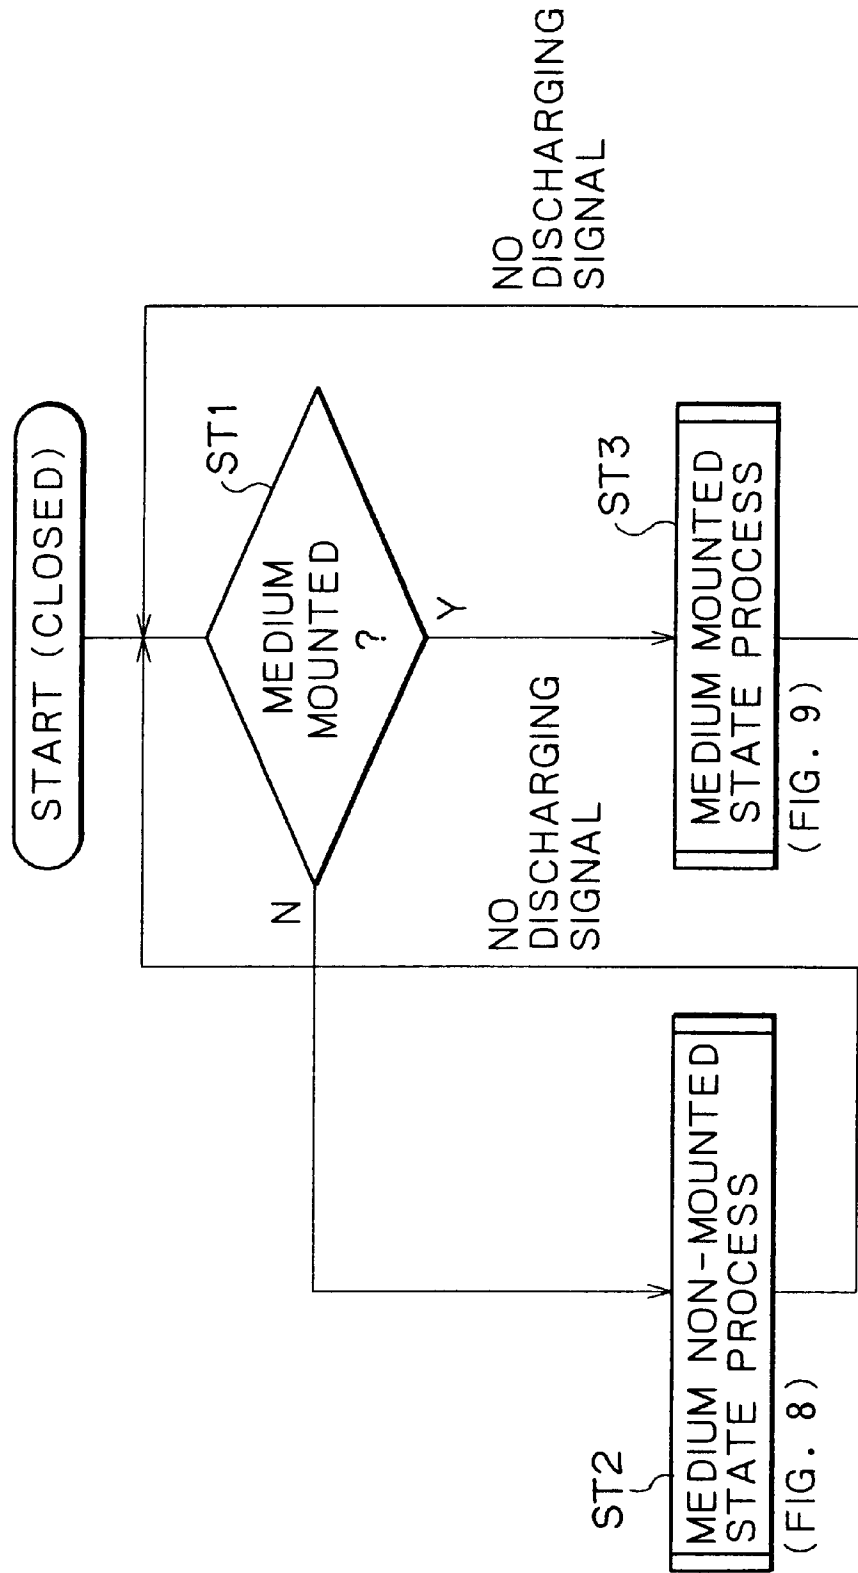 START (CLOSED)
ST1
MEDIUM
MOUNTED
?
N
Y
NO
DISCHARGING
SIGNAL
NO
DISCHARGING
SIGNAL
ST2
MEDIUM NON-MOUNTED
STATE PROCESS
(FIG. 8)
ST3
MEDIUM MOUNTED
STATE PROCESS
(FIG. 9)